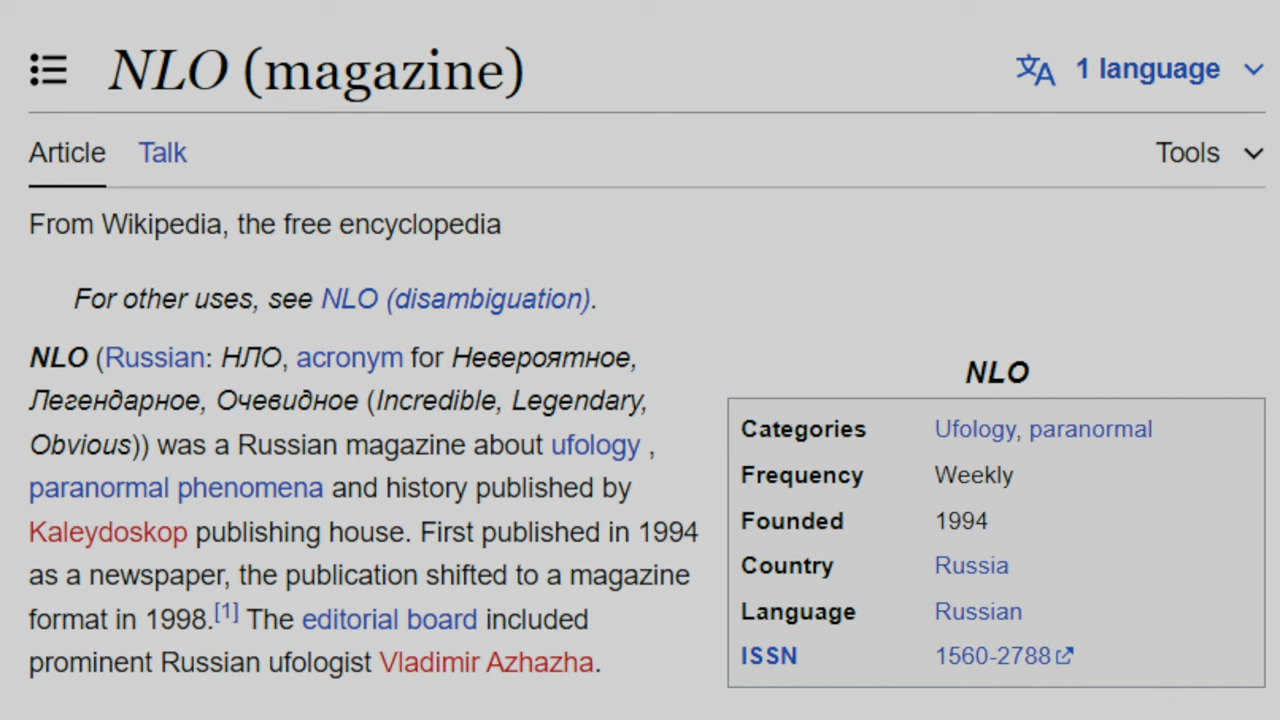 NLO (magazine)
1 language
Article Talk
Tools
From Wikipedia, the free encyclopedia
For other uses, see NLO (disambiguation).
NLO (Russian: НЛО, acronym for Невероятное,
Легендарное, Очевидное (Incredible, Legendary,
Obvious)) was a Russian magazine about ufology ,
paranormal phenomena and history published by
Kaleydoskop publishing house. First published in 1994
as a newspaper, the publication shifted to a magazine
format in 1998.[1] The editorial board included
prominent Russian ufologist Vladimir Azhazha.
NLO
Categories Ufology, paranormal
Frequency Weekly
Founded 1994
Country Russia
Language Russian
ISSN 1560-2788